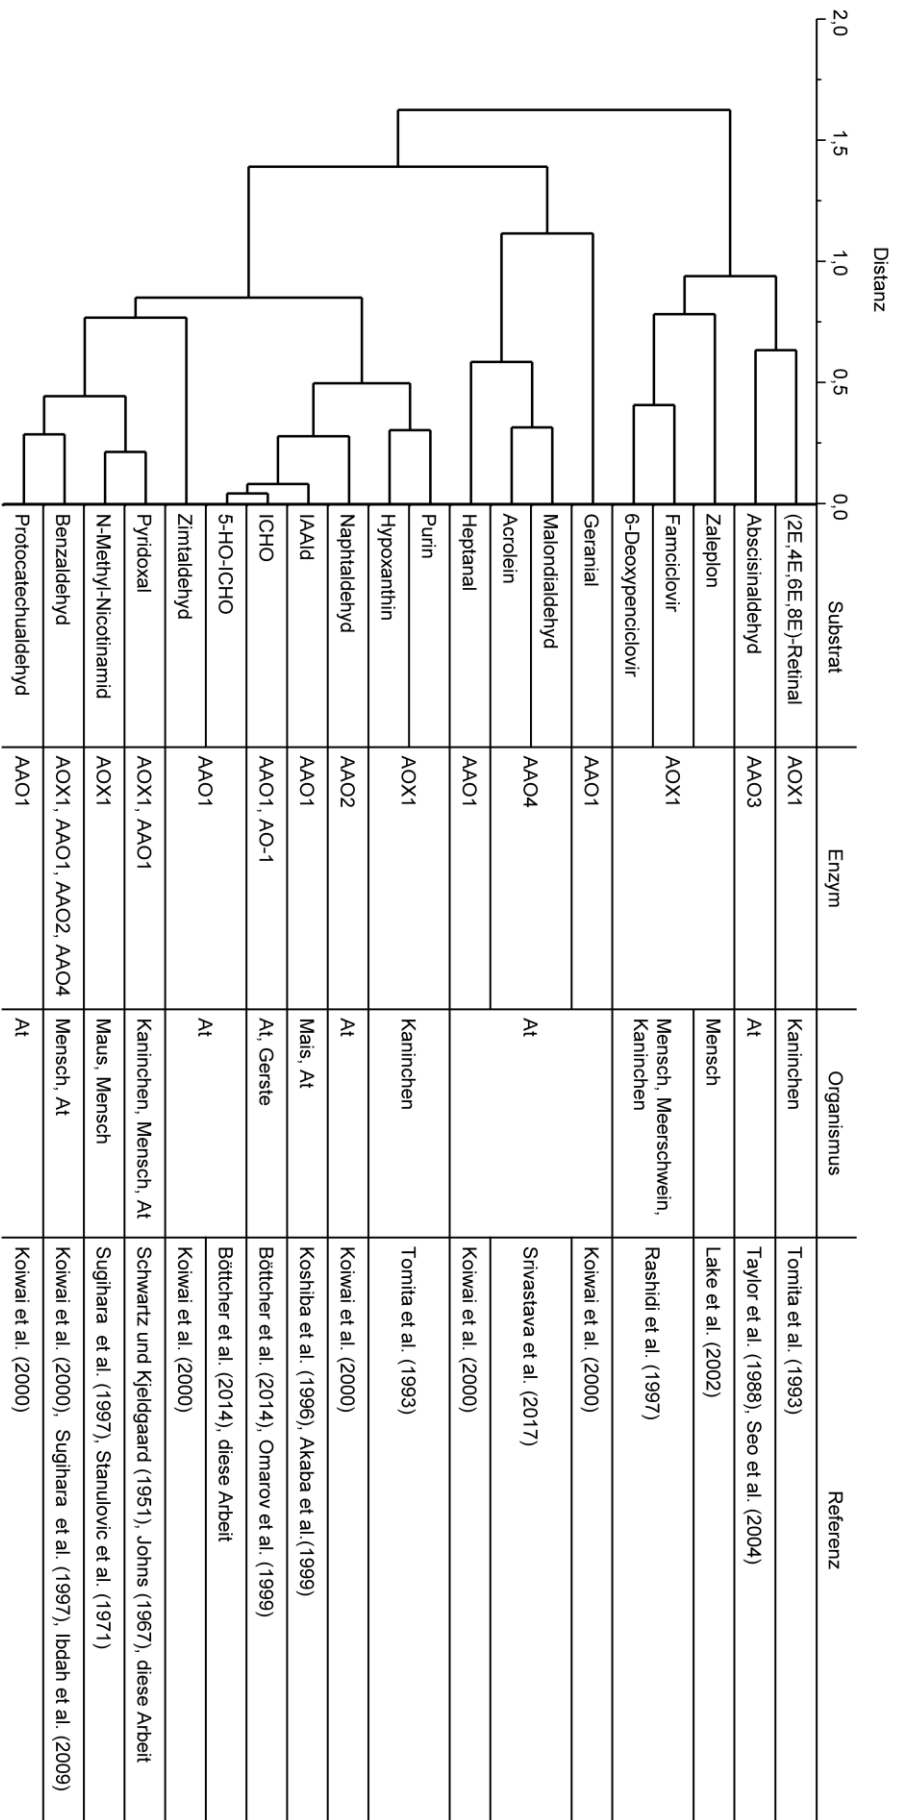 Distanz
2,0
1,5
1,0
0,5
0,0
Substrat Enzym Organismus Referenz
(2E,4E,6E,8E)-Retinal AOX1 Kaninchen Tomita et al. (1993)
Abscisinaldehyd AAO3 At Taylor et al. (1988), Seo et al. (2004)
Zaleplon Mensch Lake et al. (2002)
Famciclovir AOX1 Mensch, Meerschwein,
6-Deoxypenciclovir Kaninchen Rashidi et al. (1997)
Geranial AAO1 Koiwai et al. (2000)
Malondialdehyd
Acrolein AAO4 At Srivastava et al. (2017)
Heptanal AAO1 Koiwai et al. (2000)
Purin
Hypoxanthin AOX1 Kaninchen Tomita et al. (1993)
Naphtaldehyd AAO2 At Koiwai et al. (2000)
IAAld AAO1 Mais, At Koshiba et al. (1996), Akaba et al.(1999)
ICHO AAO1, AO-1 At, Gerste Böttcher et al. (2014), Omarov et al. (1999)
5-HO-ICHO Böttcher et al. (2014), diese Arbeit
Zimtaldehyd AAO1 At Koiwai et al. (2000)
Pyridoxal AOX1, AAO1 Kaninchen, Mensch, At Schwartz und Kjeldgaard (1951), Johns (1967), diese Arbeit
N-Methyl-Nicotinamid AOX1 Maus, Mensch Sugihara et al. (1997), Stanulovic et al. (1971)
Benzaldehyd AOX1, AAO1, AAO2, AAO4 Mensch, At Koiwai et al. (2000), Sugihara et al. (1997), Ibdah et al. (2009)
Protocatechualdehyd AAO1 At Koiwai et al. (2000)